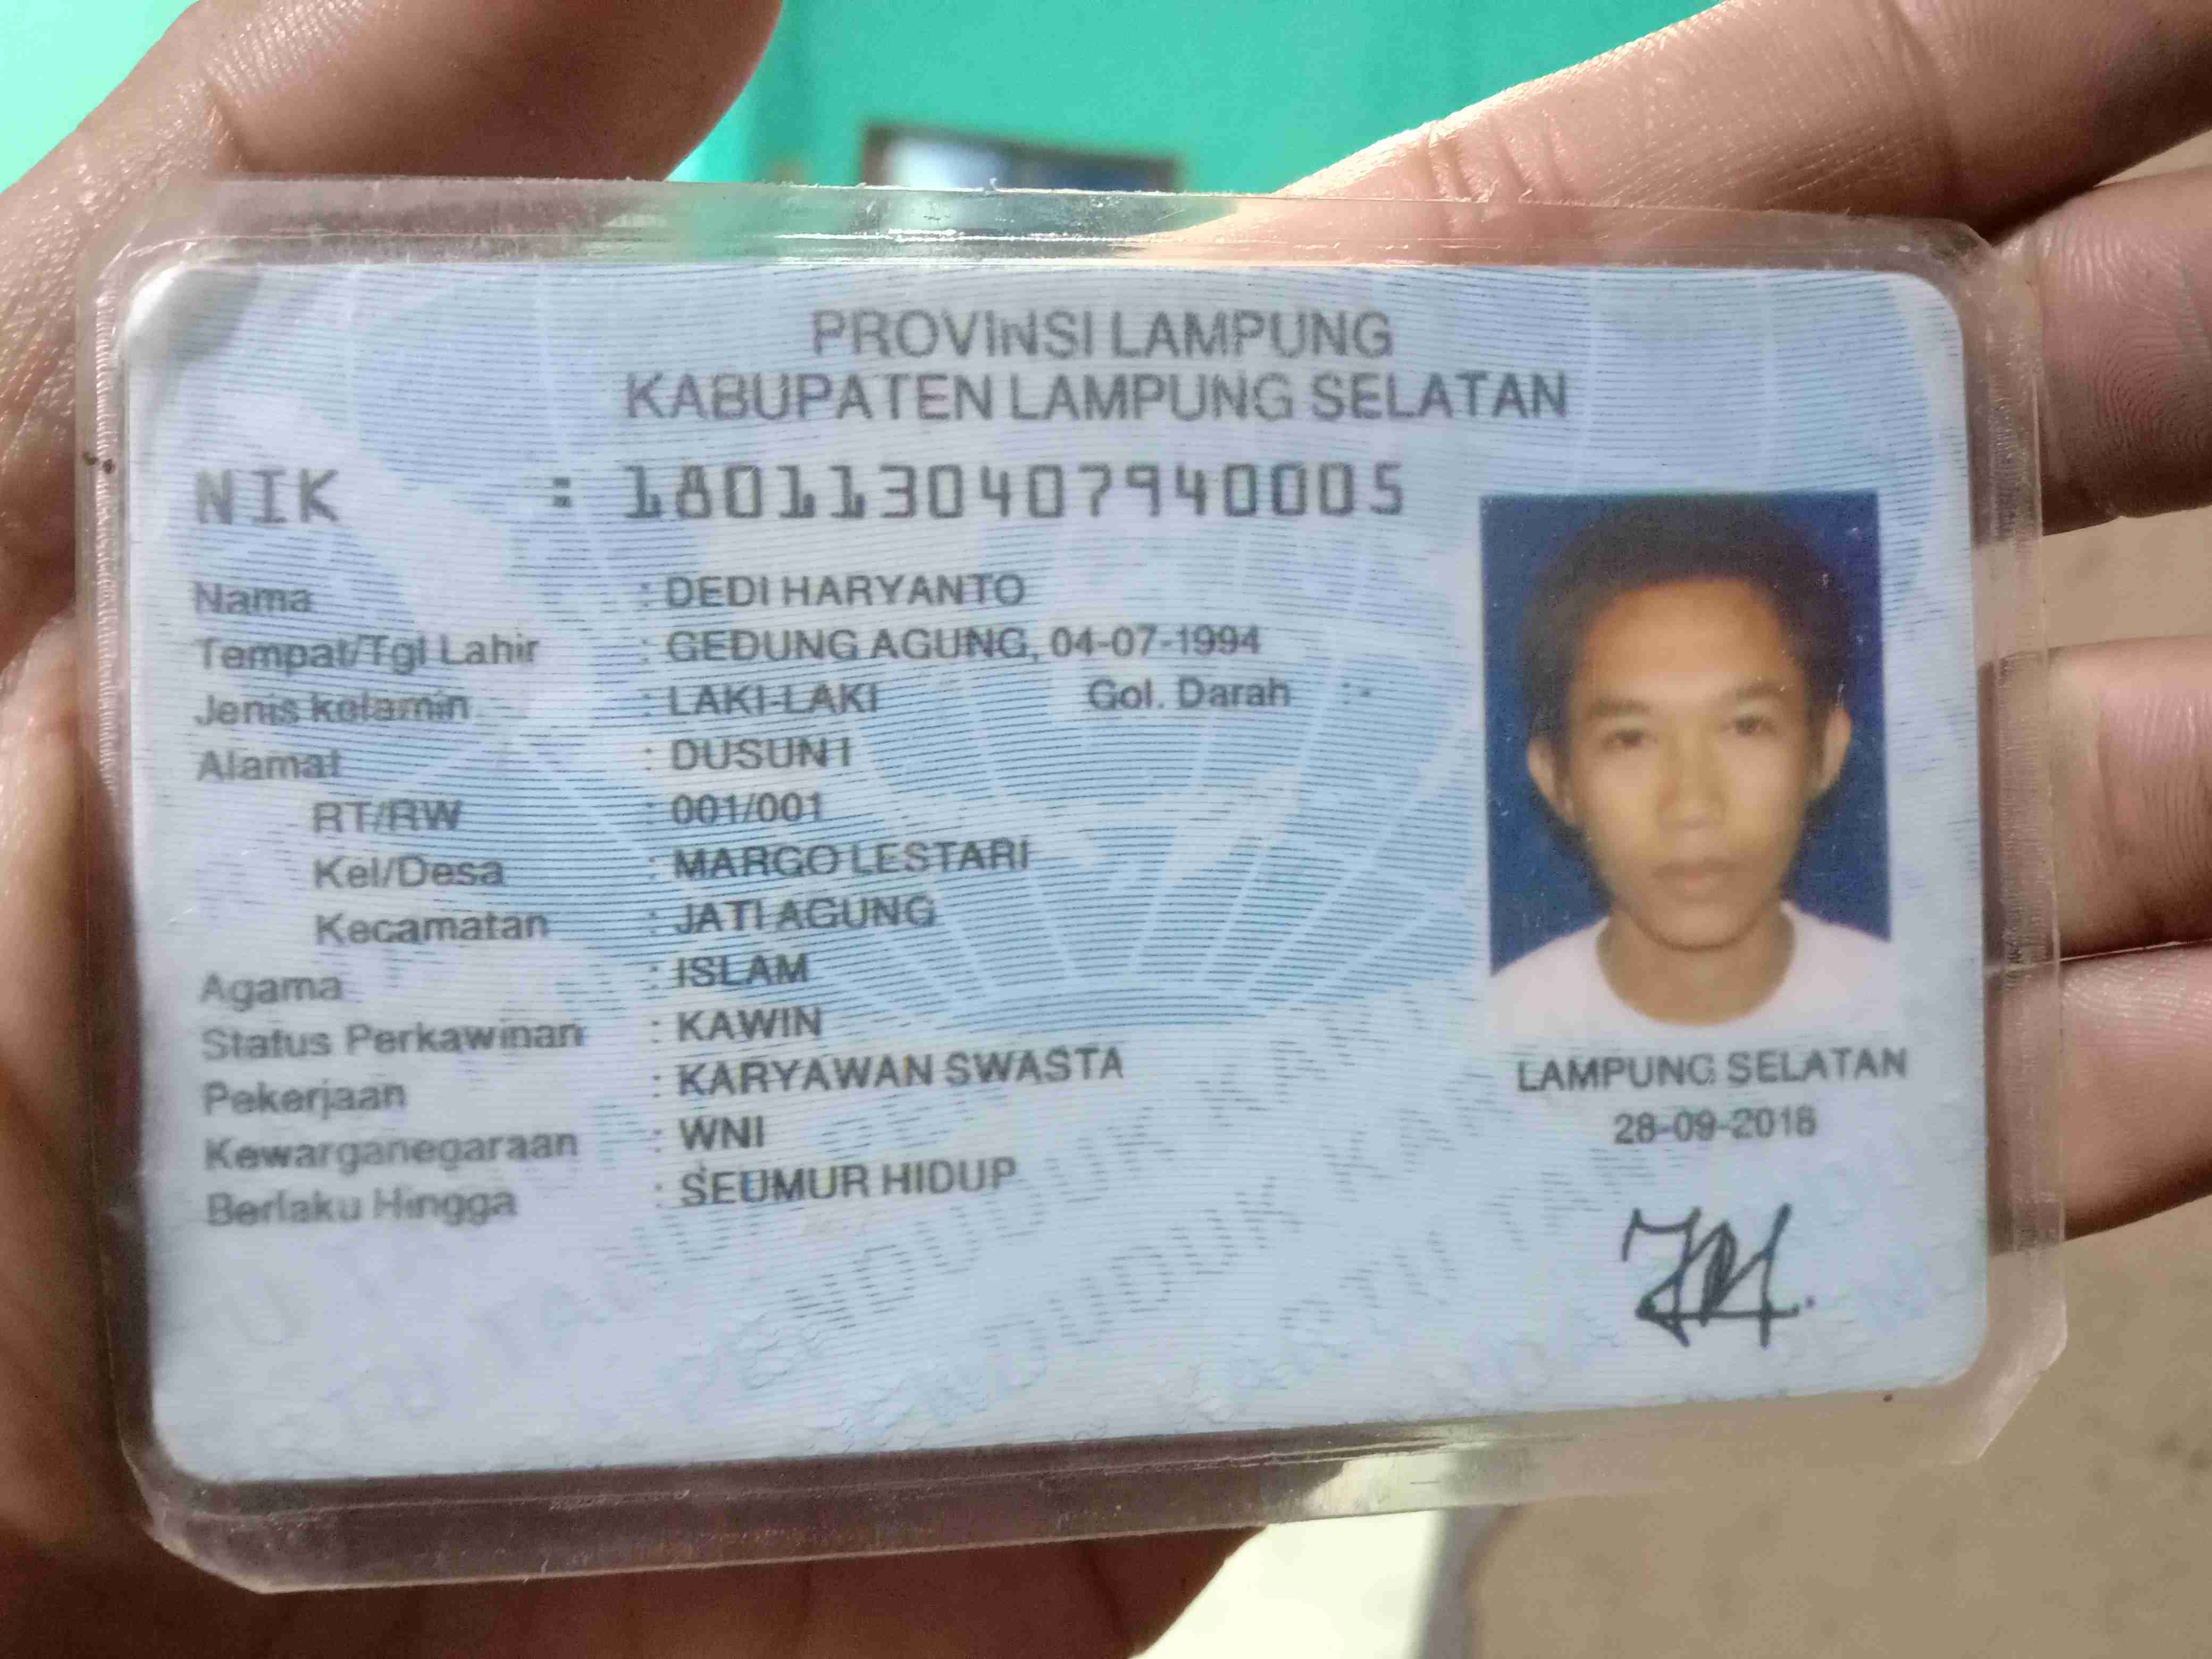 PROVINSI LAMPUNG
KABUPATEN LAMPUNG SELATAN
NIK : 1801130407940005
Nama : DEDI HARYANTO
Tempat/Tgl Lahir : GEDUNG AGUNG, 04-07-1994
Jenis kelamin : LAKI-LAKI Gol. Darah : -
Alamat : DUSUN I
RT/RW : 001/001
Kel/Desa : MARGO LESTARI
Kecamatan : JATI AGUNG
Agama : ISLAM
Status Perkawinan : KAWIN
Pekerjaan : KARYAWAN SWASTA
Kewarganegaraan : WNI
Berlaku Hingga : SEUMUR HIDUP
LAMPUNG SELATAN
28-09-2018